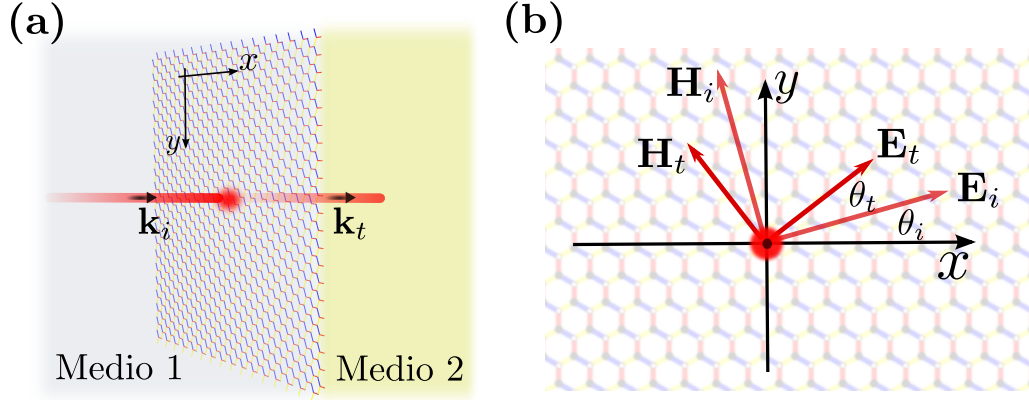 (a)
x
y
k_i
k_t
Medio 1
Medio 2
(b)
H_i
y
H_t
E_t
θ_t
E_i
θ_i
x